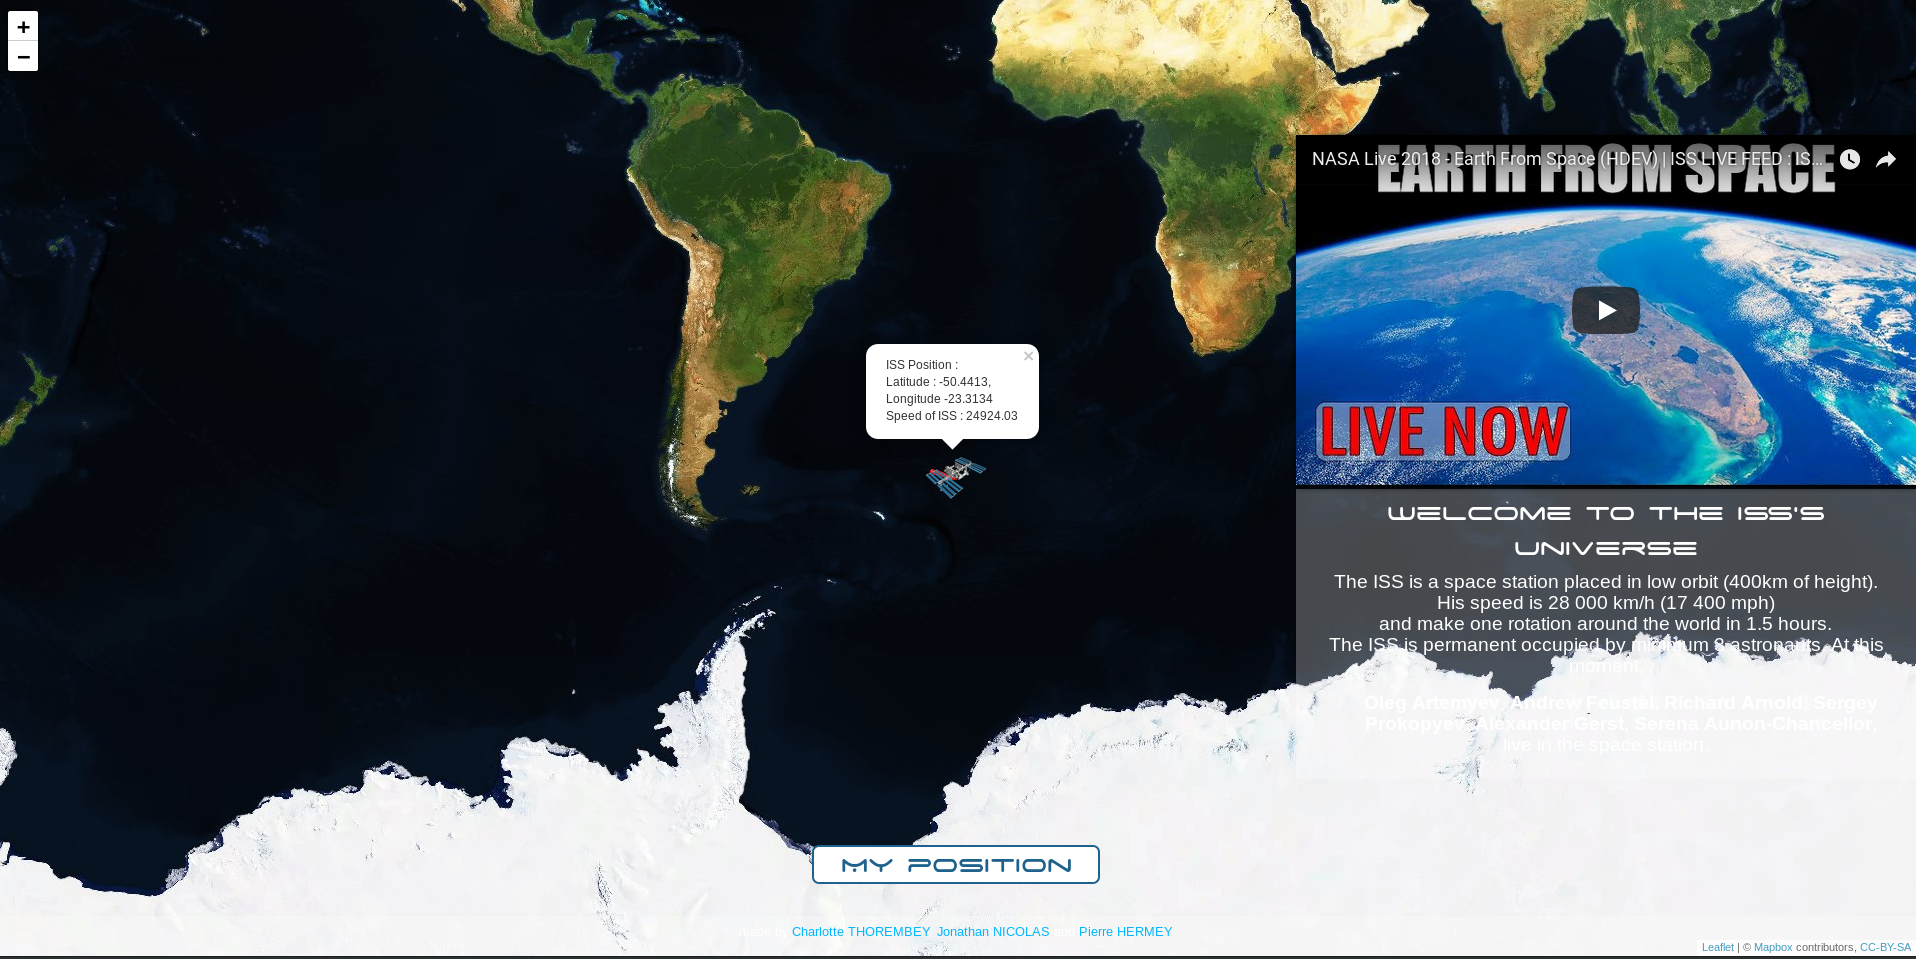 +
−
NASA Live 2018 - Earth From Space (HDEV) | ISS LIVE FEED : IS...
EARTH FROM SPACE
LIVE NOW
×
ISS Position :
Latitude : -50.4413,
Longitude -23.3134
Speed of ISS : 24924.03
WELCOME TO THE ISS'S
UNIVERSE
The ISS is a space station placed in low orbit (400km of height).
His speed is 28 000 km/h (17 400 mph)
and make one rotation around the world in 1.5 hours.
The ISS is permanent occupied by minimum 8 astronauts. At this
moment,
Oleg Artemyev, Andrew Feustel, Richard Arnold, Sergey
Prokopyev, Alexander Gerst, Serena Aunon-Chancellor,
live in the space station.
MY POSITION
made by Charlotte THOREMBEY, Jonathan NICOLAS and Pierre HERMEY
Leaflet | © Mapbox contributors, CC-BY-SA